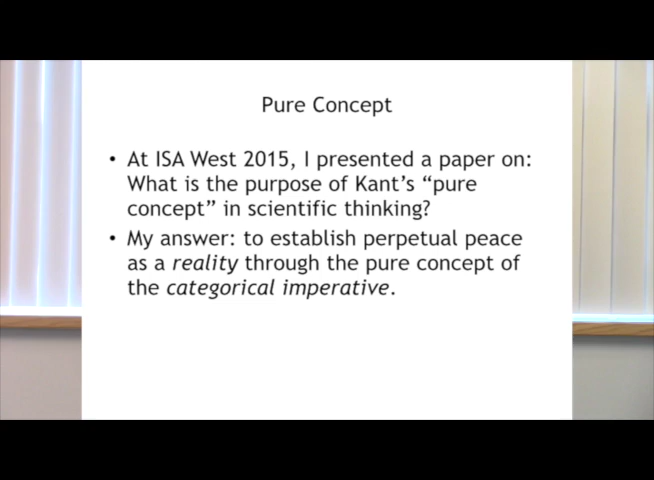 Pure Concept
• At ISA West 2015, I presented a paper on:
What is the purpose of Kant's “pure
concept” in scientific thinking?
• My answer: to establish perpetual peace
as a reality through the pure concept of
the categorical imperative.